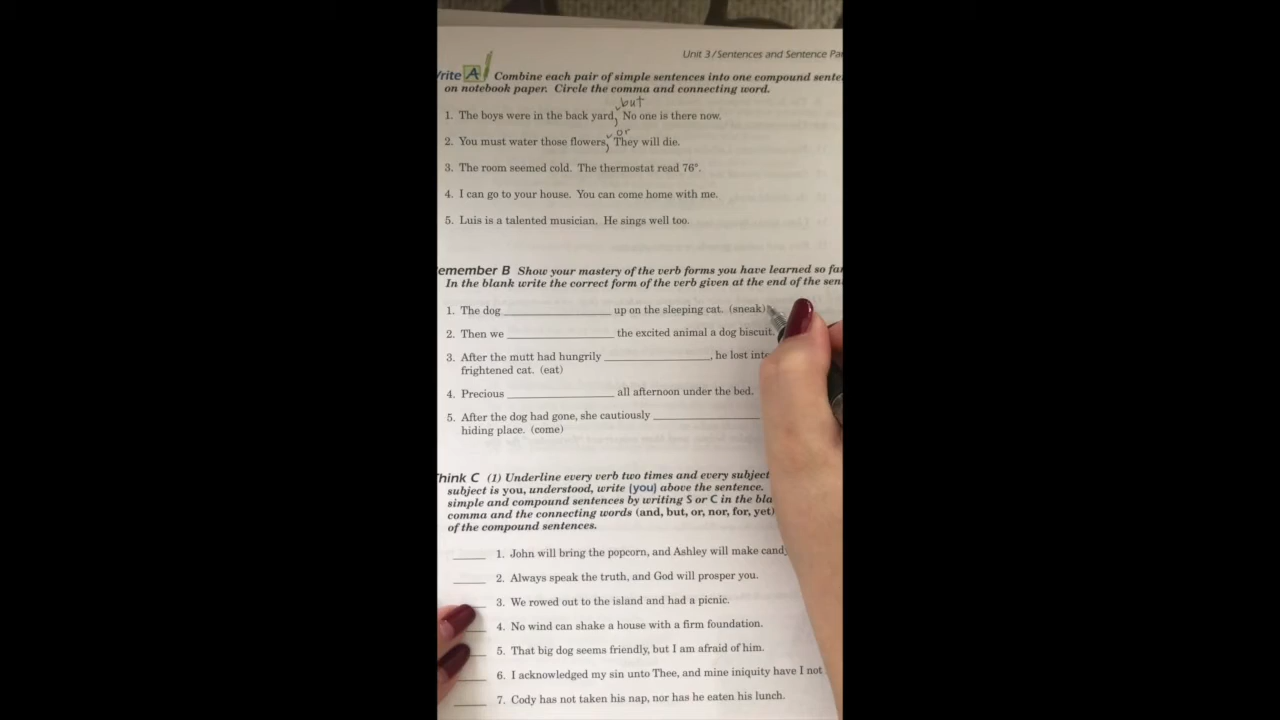 Unit 3/Sentences and Sentence
A Combine each pair of simple sentences into one compound
on notebook paper. Circle the comma and connecting word.
but
1. The boys were in the back yard, No one is there now.
or
2. You must water those flowers, They will die.
3. The room seemed cold. The thermostat read 76°.
4. I can go to your house. You can come home with me.
5. Luis is a talented musician. He sings well too.
B Show your mastery of the verb forms you have learned so
In the blank write the correct form of the verb given at the end of the
1. The dog up on the sleeping cat. (sneak)
2. Then we the excited animal a dog biscuit.
3. After the mutt had hungrily , he lost
frightened cat. (eat)
4. Precious all afternoon under the bed.
5. After the dog had gone, she cautiously
hiding place. (come)
C (1) Underline every verb two times and every subject
subject is you, understood, write (you) above the sentence.
simple and compound sentences by writing S or C in the
comma and the connecting words (and, but, or, nor, for, yet)
of the compound sentences.
1. John will bring the popcorn, and Ashley will make
2. Always speak the truth, and God will prosper you.
3. We rowed out to the island and had a picnic.
4. No wind can shake a house with a firm foundation.
5. That big dog seems friendly, but I am afraid of him.
6. I acknowledged my sin unto Thee, and mine iniquity have I not
7. Cody has not taken his nap, nor has he eaten his lunch.